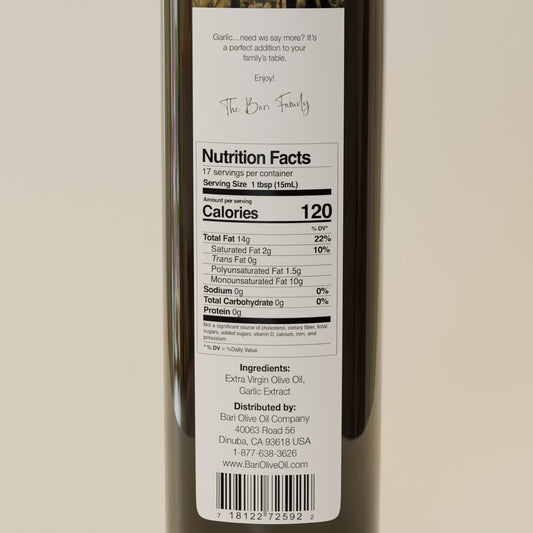 Garlic...need we say more? It's
a perfect addition to your
family's table.
Enjoy!
The Bari Family
Nutrition Facts
17 servings per container
Serving Size 1 tbsp (15mL)
Amount per serving
Calories 120
% DV*
Total Fat 14g 22%
Saturated Fat 2g 10%
Trans Fat 0g
Polyunsaturated Fat 1.5g
Monounsaturated Fat 10g
Sodium 0g 0%
Total Carbohydrate 0g 0%
Protein 0g
Not a significant source of cholesterol, dietary fiber, total
sugars, added sugars, vitamin D, calcium, iron, and
potassium
* % DV = %Daily Value
Ingredients:
Extra Virgin Olive Oil,
Garlic Extract
Distributed by:
Bari Olive Oil Company
40063 Road 56
Dinuba, CA 93618 USA
1-877-638-3626
www.BariOliveOil.com
7 18122 72592 2